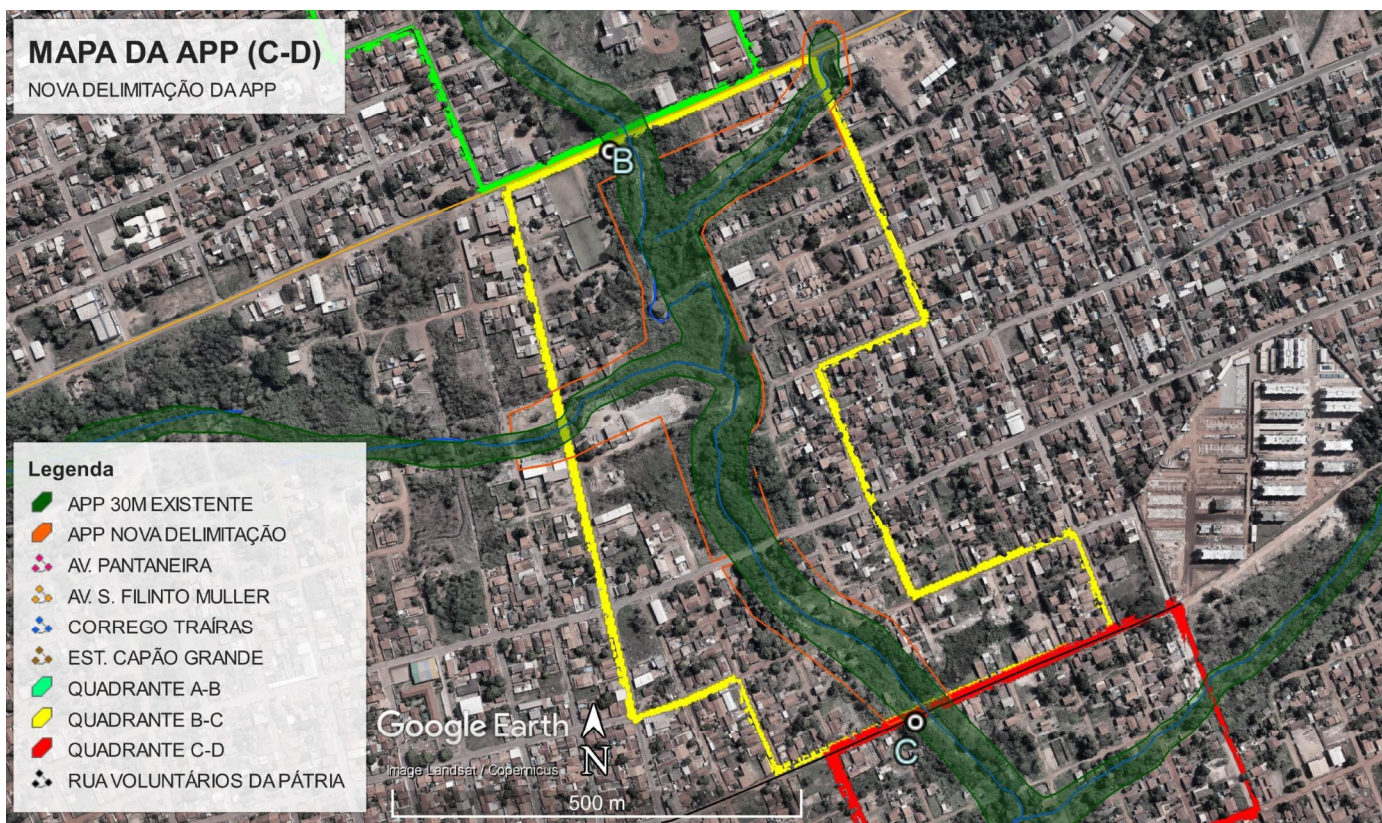 MAPA DA APP (C-D)
NOVA DELIMITAÇÃO DA APP
B
Legenda
APP 30M EXISTENTE
APP NOVA DELIMITAÇÃO
AV. PANTANEIRA
AV. S. FILINTO MULLER
CORREGO TRAÍRAS
EST. CAPÃO GRANDE
QUADRANTE A-B
QUADRANTE B-C
QUADRANTE C-D
RUA VOLUNTÁRIOS DA PÁTRIA
C
Google Earth
N
Image Landsat / Copernicus
500 m